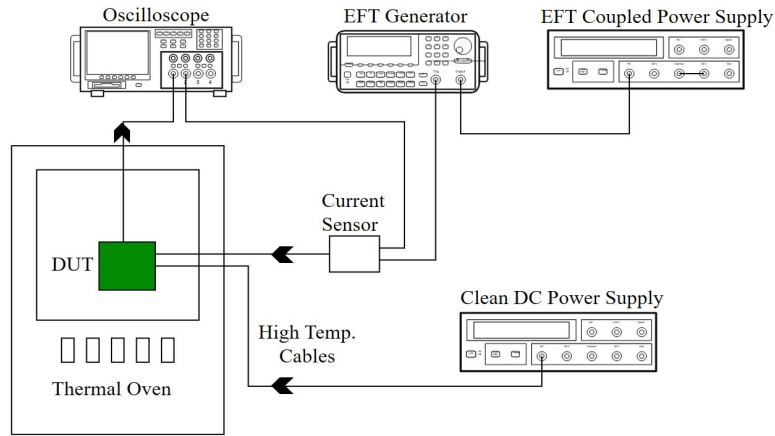 Oscilloscope
EFT Generator
EFT Coupled Power Supply
Current
Sensor
DUT
Clean DC Power Supply
High Temp.
Cables
Thermal Oven